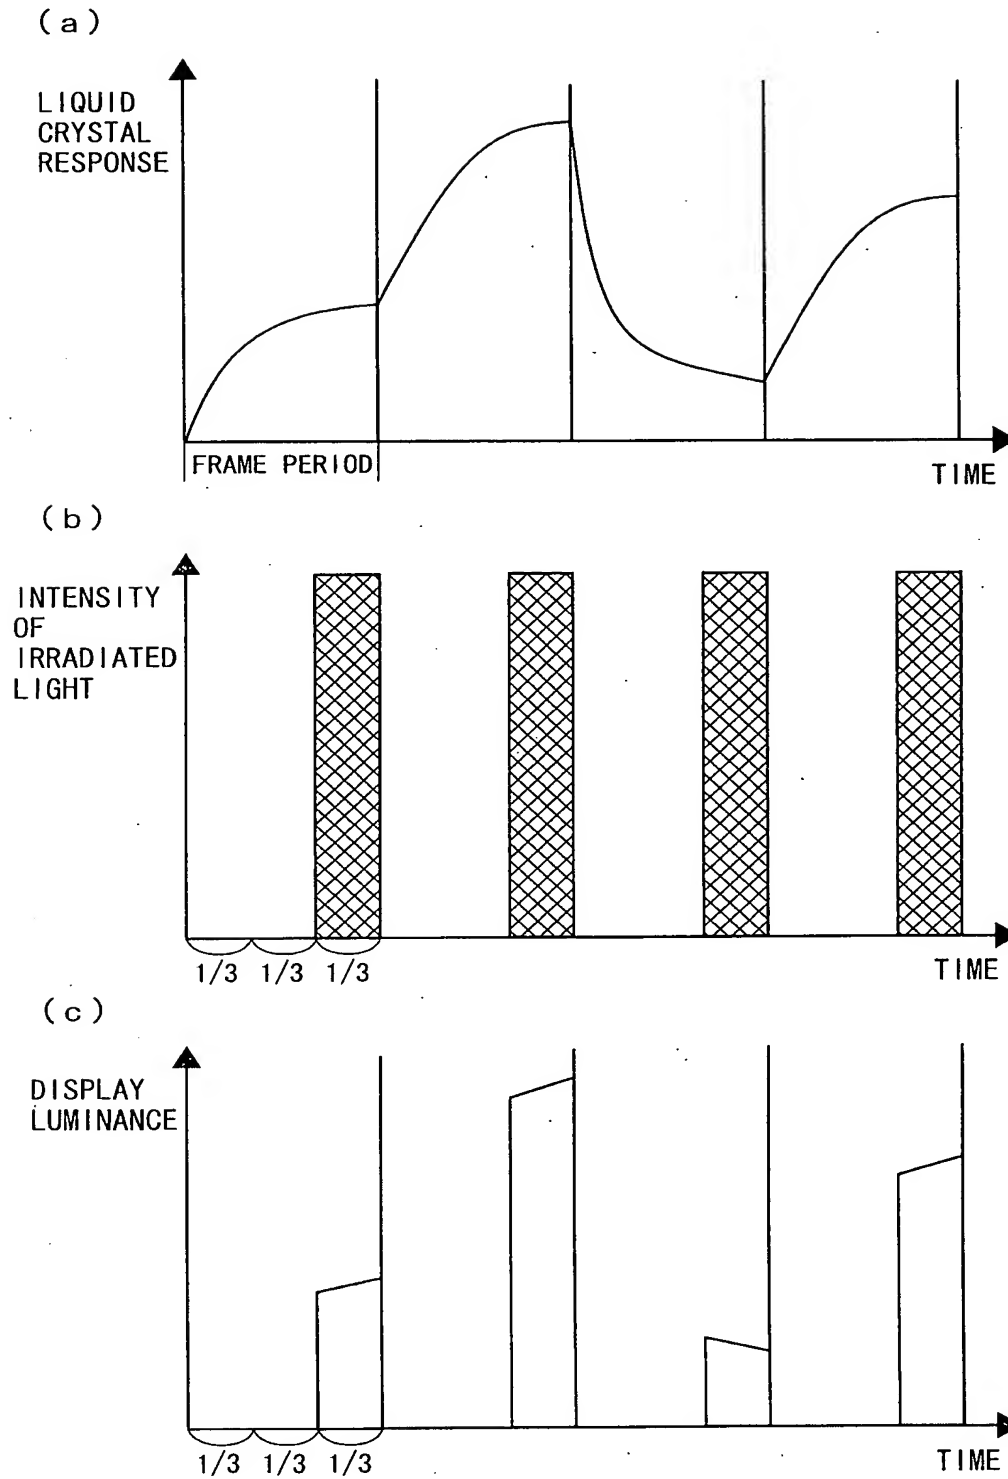 (a)
LIQUID
CRYSTAL
RESPONSE
FRAME PERIOD
TIME
(b)
INTENSITY
OF
IRRADIATED
LIGHT
1/3 1/3 1/3
TIME
(c)
DISPLAY
LUMINANCE
1/3 1/3 1/3
TIME